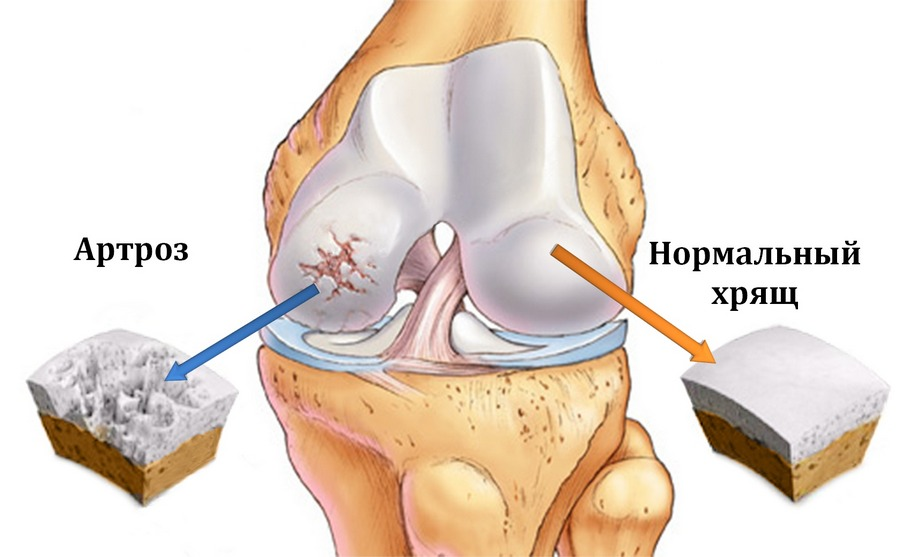 Артроз
Нормальный
хрящ